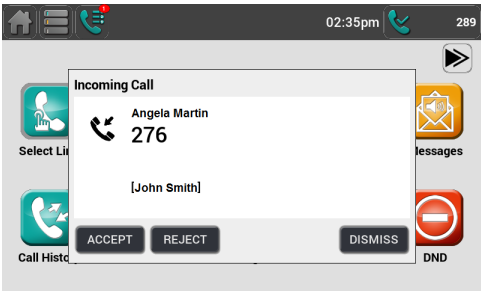 1
02:35pm
289
Incoming Call
Angela Martin
276
[John Smith]
ACCEPT
REJECT
DISMISS
Select Li
lessages
Call Histo
DND